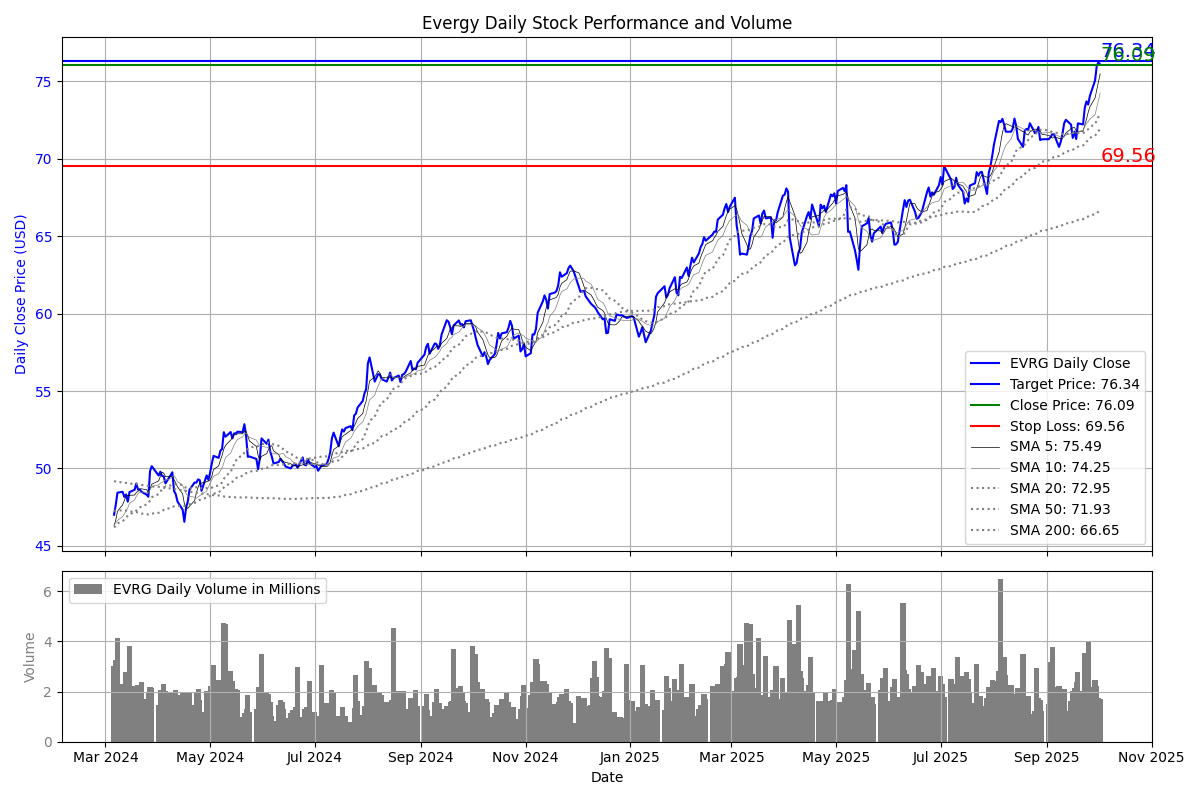 Evergy Daily Stock Performance and Volume
76.34
76.09
75
70
69.56
65
60
55
50
45
Daily Close Price (USD)
EVRG Daily Close
Target Price: 76.34
Close Price: 76.09
Stop Loss: 69.56
SMA 5: 75.49
SMA 10: 74.25
SMA 20: 72.95
SMA 50: 71.93
SMA 200: 66.65
EVRG Daily Volume in Millions
6
4
2
0
Volume
Mar 2024 May 2024 Jul 2024 Sep 2024 Nov 2024 Jan 2025 Mar 2025 May 2025 Jul 2025 Sep 2025 Nov 2025
Date